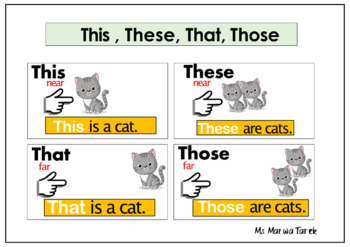 This , These, That, Those
This
near
This is a cat.
These
near
These are cats.
That
far
That is a cat.
Those
far
Those are cats.
Ms Marwa Tarek